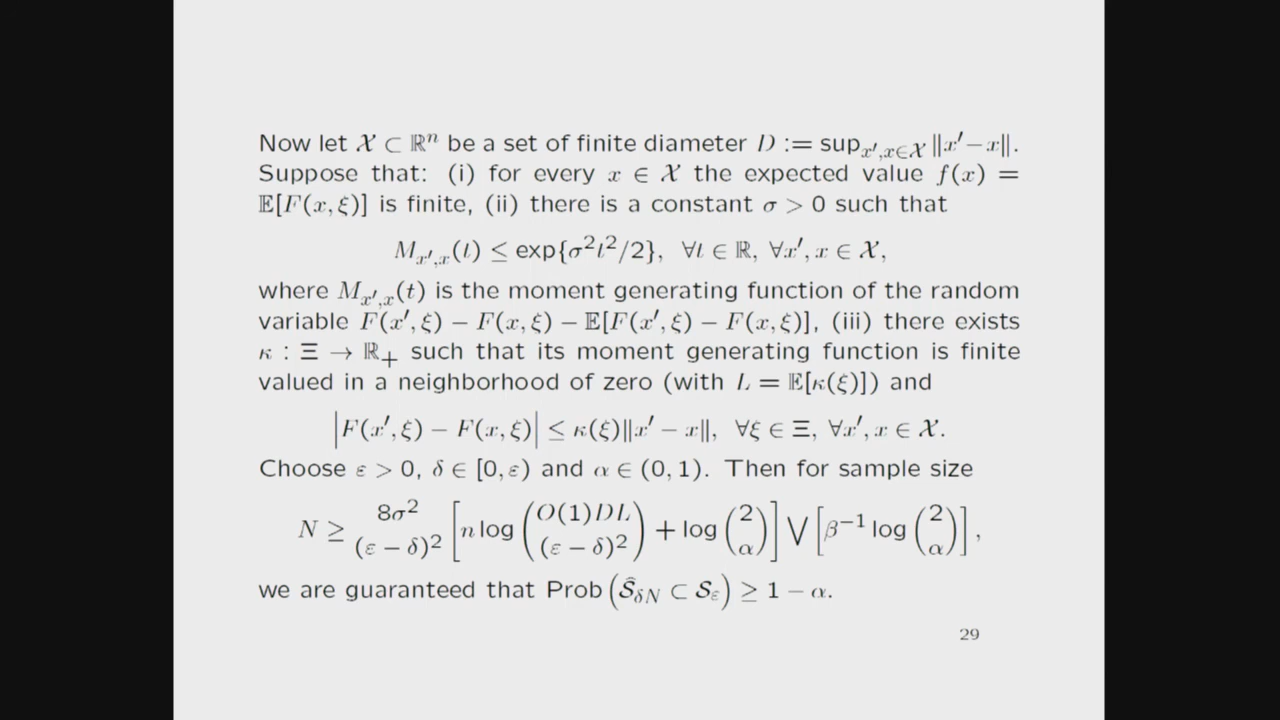 Now let 𝒳 ⊂ ℝⁿ be a set of finite diameter D := sup_{x′,x∈𝒳} ‖x′−x‖.
Suppose that: (i) for every x ∈ 𝒳 the expected value f(x) =
𝔼[F(x, ξ)] is finite, (ii) there is a constant σ > 0 such that
M_{x′,x}(t) ≤ exp{σ²t²/2}, ∀t ∈ ℝ, ∀x′, x ∈ 𝒳,
where M_{x′,x}(t) is the moment generating function of the random
variable F(x′, ξ) − F(x, ξ) − 𝔼[F(x′, ξ) − F(x, ξ)], (iii) there exists
κ : Ξ → ℝ₊ such that its moment generating function is finite
valued in a neighborhood of zero (with L = 𝔼[κ(ξ)]) and
|F(x′, ξ) − F(x, ξ)| ≤ κ(ξ)‖x′ − x‖, ∀ξ ∈ Ξ, ∀x′, x ∈ 𝒳.
Choose ε > 0, δ ∈ [0, ε) and α ∈ (0, 1). Then for sample size
N ≥ 8σ² / (ε − δ)² [n log (O(1)DL / (ε − δ)²) + log (2 / α)] ⋁ [β⁻¹ log (2 / α)],
we are guaranteed that Prob(Ŝ_{δN} ⊂ S_ε) ≥ 1 − α.
29